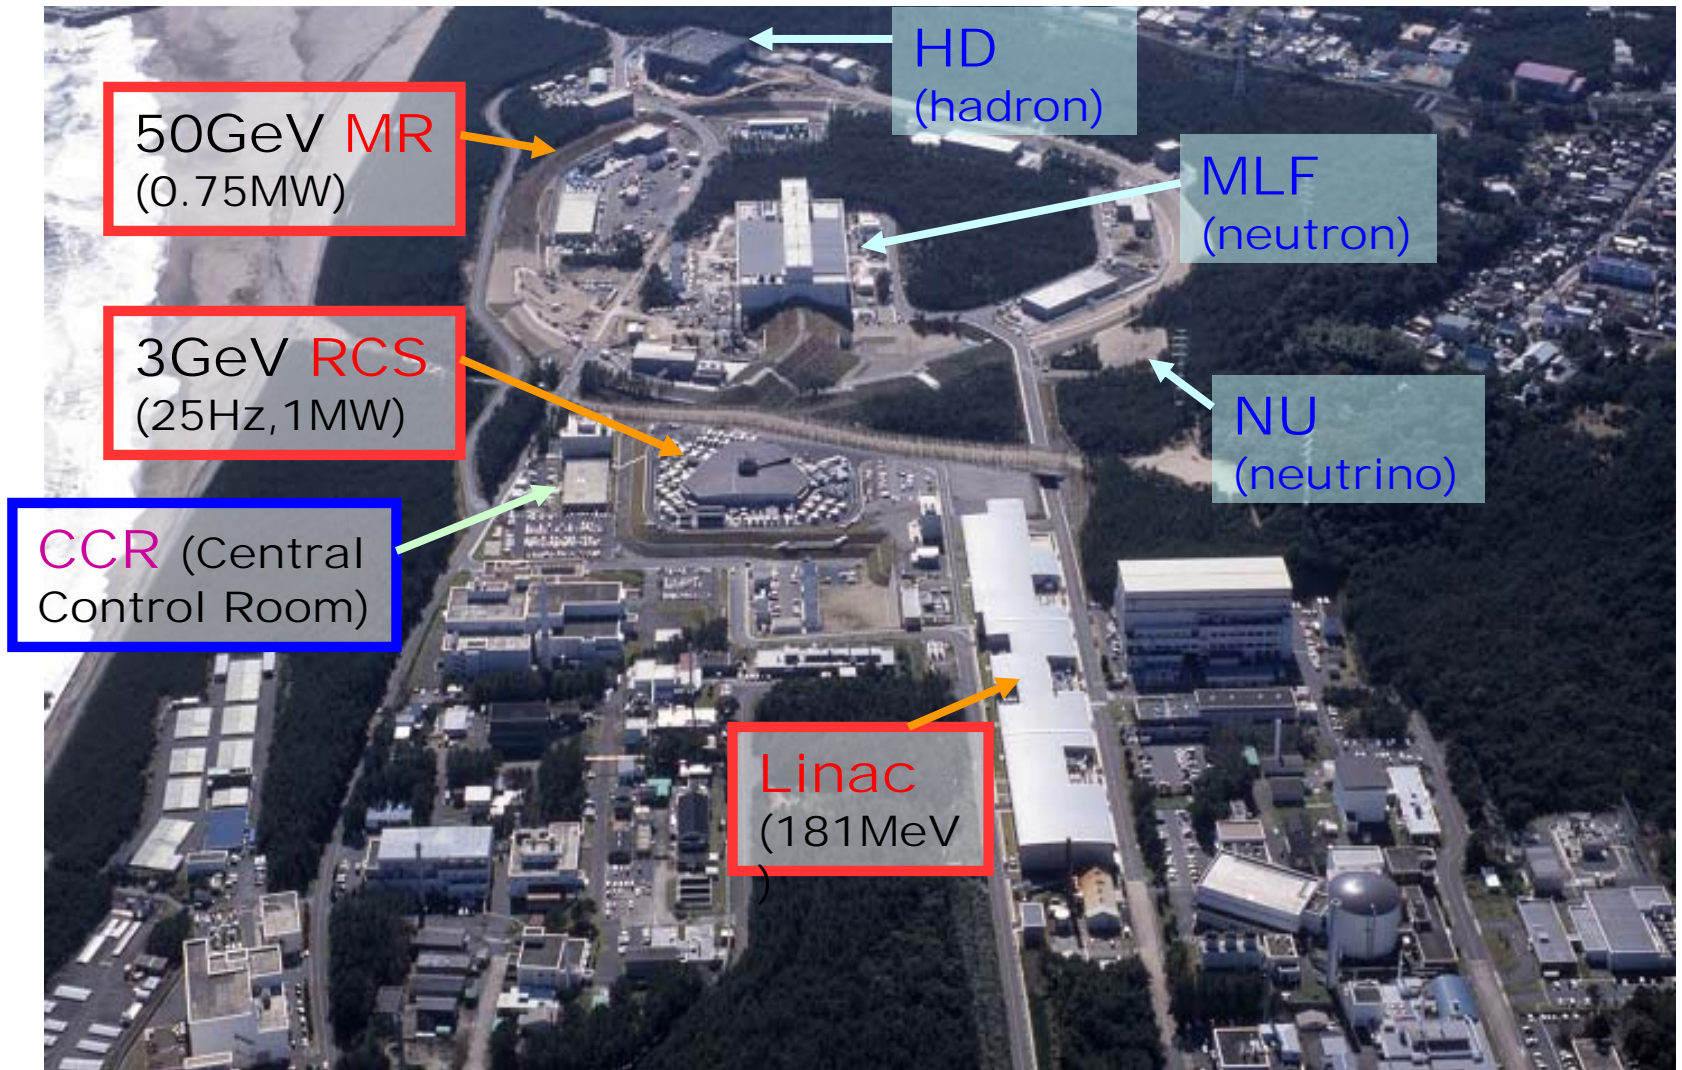 HD
(hadron)
50GeV MR
(0.75MW)
MLF
(neutron)
3GeV RCS
(25Hz,1MW)
NU
(neutrino)
CCR (Central
Control Room)
Linac
(181MeV
)